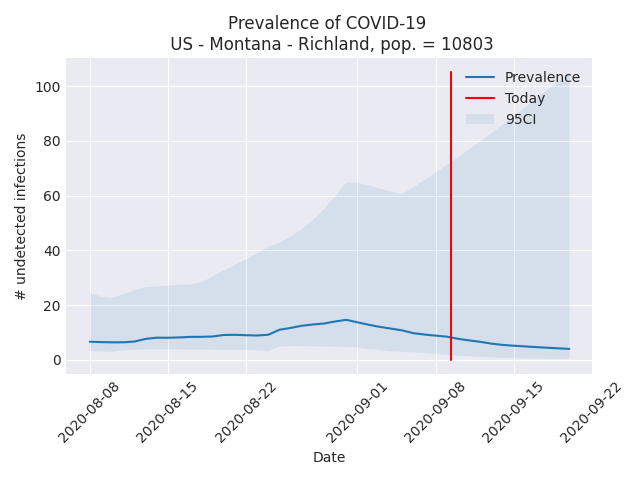 Prevalence of COVID-19
US - Montana - Richland, pop. = 10803
Prevalence
Today
95CI
# undetected infections
100
80
60
40
20
0
2020-08-08
2020-08-15
2020-08-22
2020-09-01
2020-09-08
2020-09-15
2020-09-22
Date